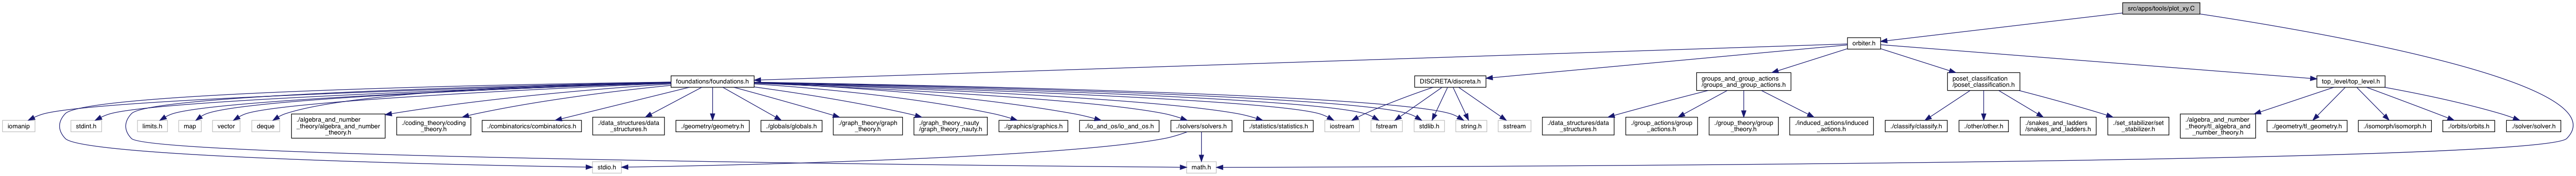 src/apps/tools/plot_xy.C
orbiter.h
foundations/foundations.h
DISCRETA/discreta.h
groups_and_group_actions
/groups_and_group_actions.h
poset_classification
/poset_classification.h
top_level/top_level.h
iomanip
stdint.h
limits.h
map
vector
deque
./algebra_and_number
_theory/algebra_and_number
_theory.h
./coding_theory/coding
_theory.h
./combinatorics/combinatorics.h
./data_structures/data
_structures.h
./geometry/geometry.h
./globals/globals.h
./graph_theory/graph
_theory.h
./graph_theory_nauty
/graph_theory_nauty.h
./graphics/graphics.h
./io_and_os/io_and_os.h
./solvers/solvers.h
./statistics/statistics.h
iostream
fstream
stdlib.h
string.h
sstream
./data_structures/data
_structures.h
./group_actions/group
_actions.h
./group_theory/group
_theory.h
./induced_actions/induced
_actions.h
./classify/classify.h
./other/other.h
./snakes_and_ladders
/snakes_and_ladders.h
./set_stabilizer/set
_stabilizer.h
./algebra_and_number
_theory/tl_algebra_and
_number_theory.h
./geometry/tl_geometry.h
./isomorph/isomorph.h
./orbits/orbits.h
./solver/solver.h
stdio.h
math.h